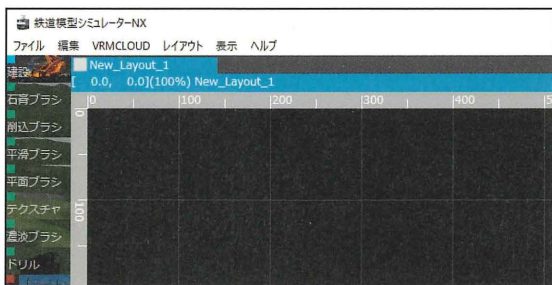 鉄道模型シミュレーターNX
ファイル 編集 VRMCLOUD レイアウト 表示 ヘルプ
建設
New_Layout_1
[ 0.0, 0.0](100%) New_Layout_1
0 100 200 300 400
石膏ブラシ
0
削込ブラシ
平滑ブラシ
平面ブラシ
テクスチャ
100
濃淡ブラシ
ドリル